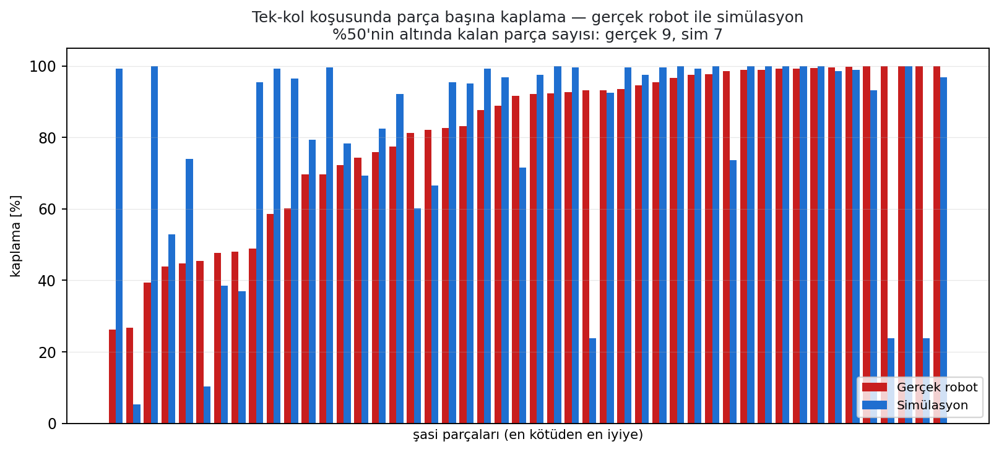 Tek-kol koşusunda parça başına kaplama — gerçek robot ile simülasyon
%50'nin altında kalan parça sayısı: gerçek 9, sim 7
100
80
60
40
20
0
kaplama [%]
Gerçek robot
Simülasyon
şasi parçaları (en kötüden en iyiye)